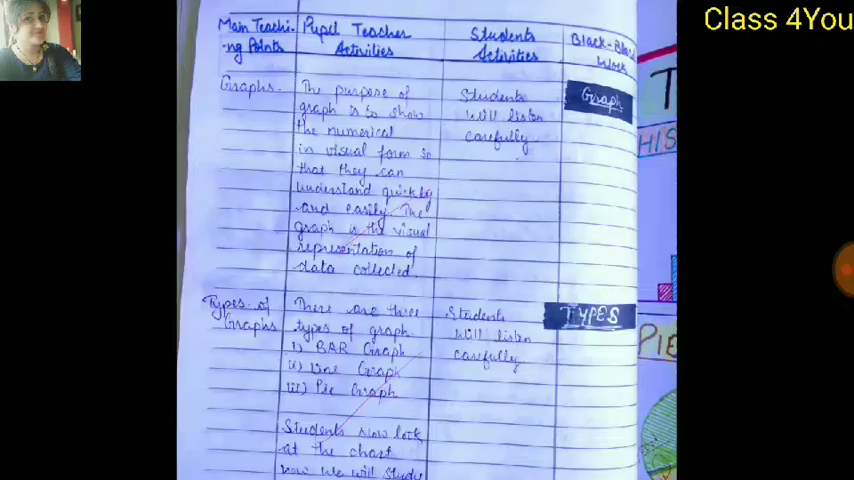 Class 4You
Main Teachi-
-ng Points
Pupil Teacher
Activities
Students
Activities
Black-Board
Work
Graphs.
The purpose of
graph is to show
the numerical
in visual form so
that they can
understand quickly
and easily. The
graph is the visual
representation of
data collected.
Students
will listen
carefully
Graph
Types of
Graphs
There are three
types of graph
i) BAR Graph
ii) Line Graph
iii) Pie Graph
Students now look
at the chart
now we will study
Students
will listen
carefully
TYPES
T
HIS
PIE